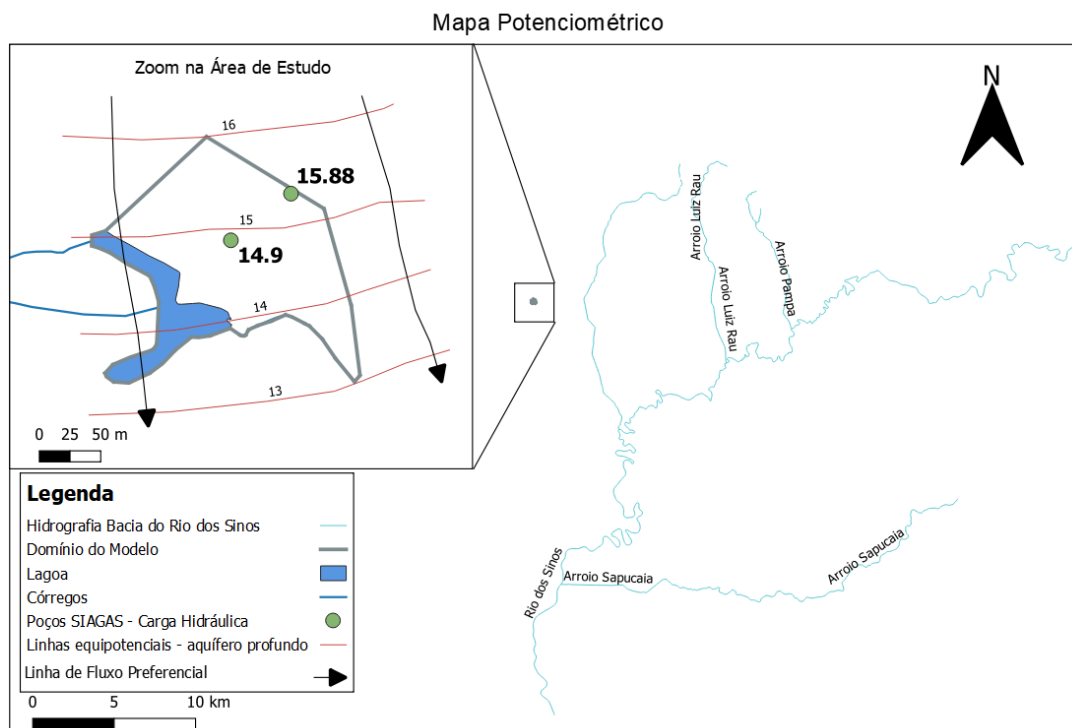 Mapa Potenciométrico
Zoom na Área de Estudo
16
15.88
15
14.9
14
13
0 25 50 m
N
Arroio Luiz Rau
Arroio Luiz Rau
Arroio Pampa
Legenda
Hidrografia Bacia do Rio dos Sinos
Domínio do Modelo
Lagoa
Córregos
Poços SIAGAS - Carga Hidráulica
Linhas equipotenciais - aquífero profundo
Linha de Fluxo Preferencial
0 5 10 km
Rio dos Sinos
Arroio Sapucaia
Arroio Sapucaia